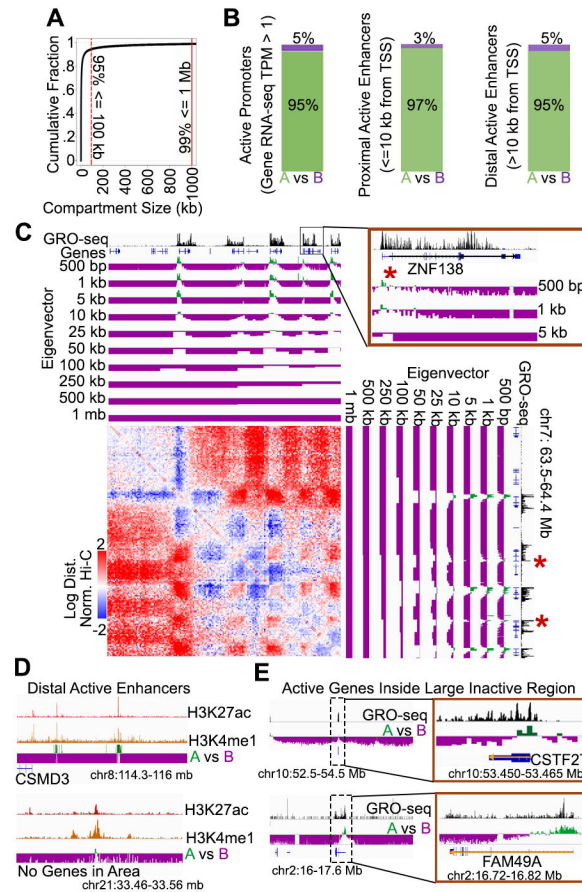 A
Cumulative Fraction
1
.8
.6
.4
.2
0
95% <= 100 kb
99% => 1 Mb
0 200 400 600 800 1000
Compartment Size (kb)
B
Active Promoters
(Gene RNA-seq TPM > 1)
5%
95%
A vs B
Proximal Active Enhancers
(<=10 kb from TSS)
3%
97%
A vs B
Distal Active Enhancers
(>10 kb from TSS)
5%
95%
A vs B
C
GRO-seq
Genes
Eigenvector
500 bp
1 kb
5 kb
10 kb
25 kb
50 kb
100 kb
250 kb
500 kb
1 mb
ZNF138
*
500 bp
1 kb
5 kb
Eigenvector
1 mb
500 kb
250 kb
100 kb
50 kb
25 kb
10 kb
5 kb
1 kb
500 bp
GRO-seq
chr7: 63.5-64.4 Mb
*
*
Log Dist.
Norm. Hi-C
2
-2
D
Distal Active Enhancers
H3K27ac
H3K4me1
A vs B
CSMD3
chr8:114.3-116 mb
H3K27ac
H3K4me1
A vs B
No Genes in Area
chr21:33.46-33.56 mb
E
Active Genes Inside Large Inactive Region
GRO-seq
A vs B
chr10:52.5-54.5 Mb
CSTF2T
chr10:53.450-53.465 Mb
GRO-seq
A vs B
chr2:16-17.6 Mb
FAM49A
chr2:16.72-16.82 Mb